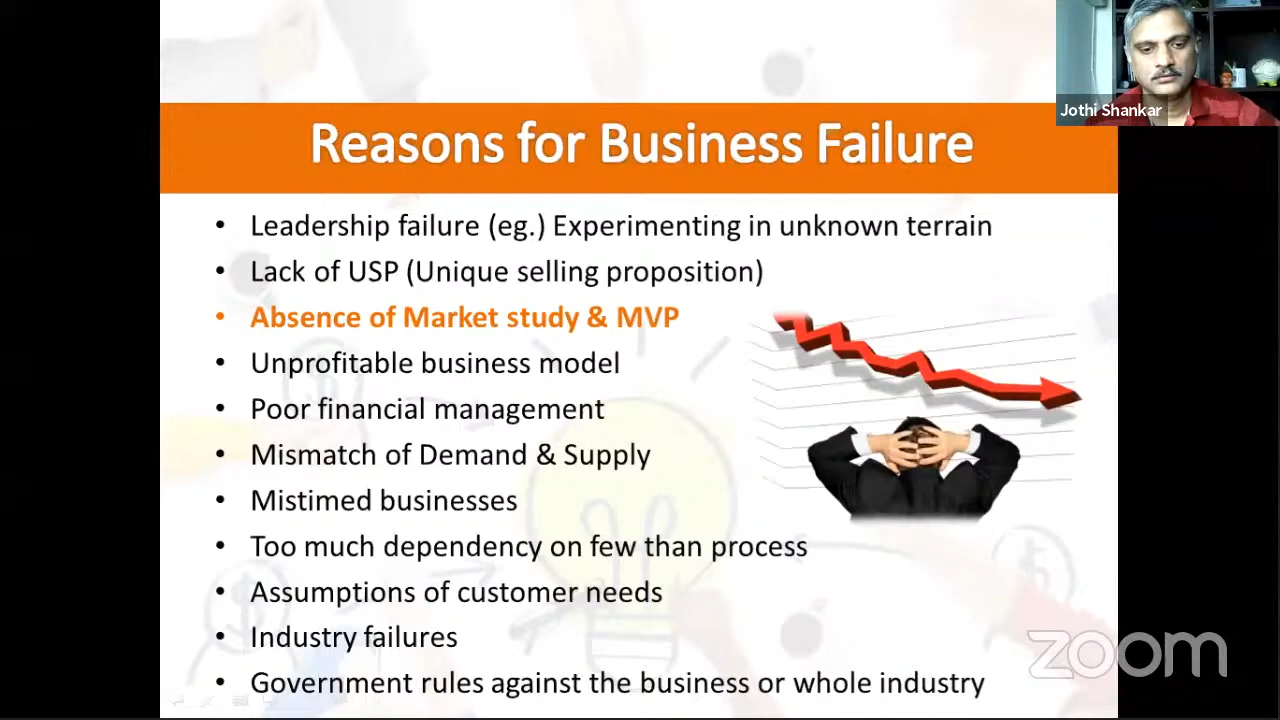 Jothi Shankar
Reasons for Business Failure
• Leadership failure (eg.) Experimenting in unknown terrain
• Lack of USP (Unique selling proposition)
• Absence of Market study & MVP
• Unprofitable business model
• Poor financial management
• Mismatch of Demand & Supply
• Mistimed businesses
• Too much dependency on few than process
• Assumptions of customer needs
• Industry failures
• Government rules against the business or whole industry
zoom